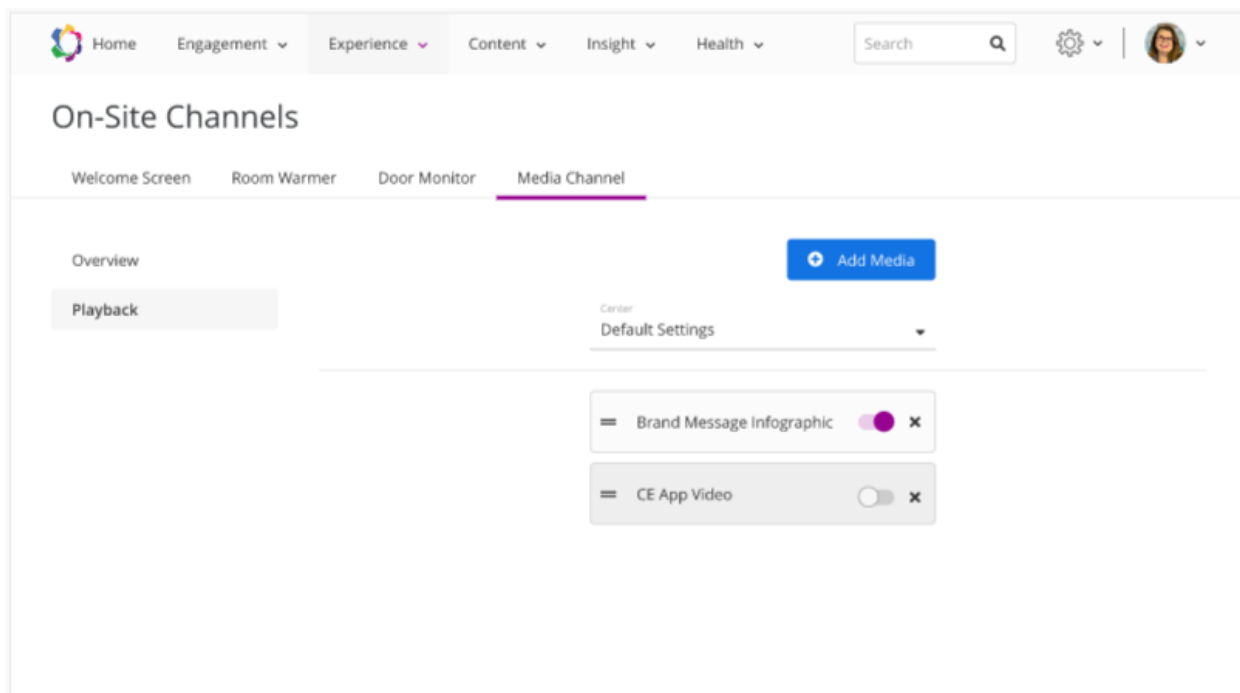 Home Engagement Experience Content Insight Health Search
On-Site Channels
Welcome Screen Room Warmer Door Monitor Media Channel
Overview
Add Media
Playback
Center
Default Settings
Brand Message Infographic
CE App Video